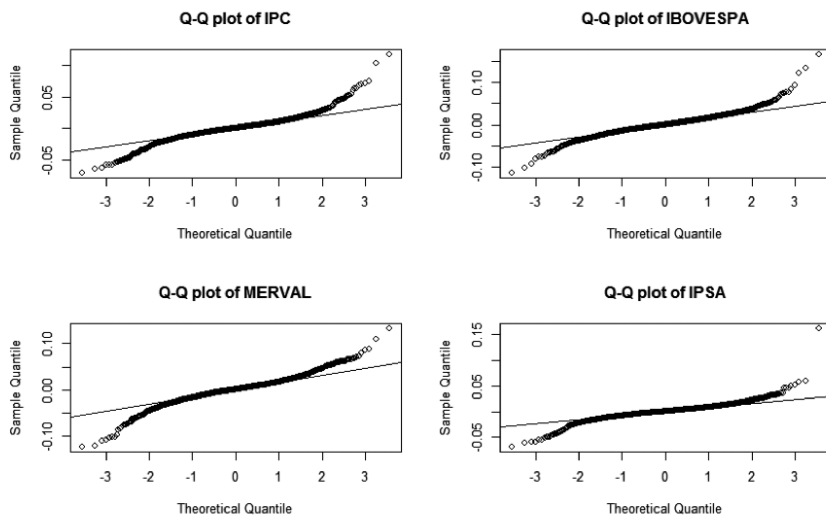 Q-Q plot of IPC
Sample Quantile
0.05
-0.05
-3 -2 -1 0 1 2 3
Theoretical Quantile
Q-Q plot of IBOVESPA
Sample Quantile
0.10
0.00
-0.10
-3 -2 -1 0 1 2 3
Theoretical Quantile
Q-Q plot of MERVAL
Sample Quantile
0.10
0.00
-0.10
-3 -2 -1 0 1 2 3
Theoretical Quantile
Q-Q plot of IPSA
Sample Quantile
0.15
0.05
-0.05
-3 -2 -1 0 1 2 3
Theoretical Quantile